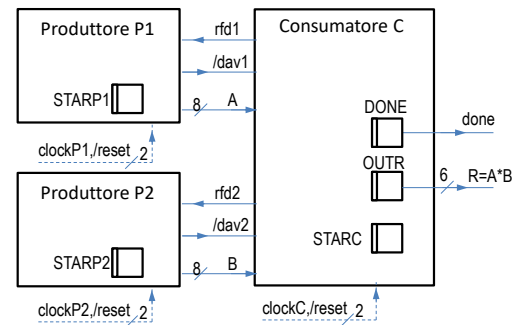 Produttore P1
rfd1
/dav1
STARP1
8
A
clockP1,/reset
2
Produttore P2
rfd2
/dav2
STARP2
8
B
clockP2,/reset
2
Consumatore C
DONE
done
OUTR
6
R=A*B
STARC
clockC,/reset
2